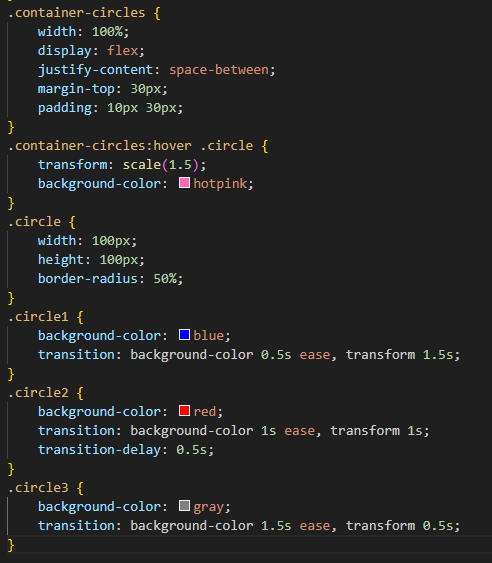 .container-circles {
    width: 100%;
    display: flex;
    justify-content: space-between;
    margin-top: 30px;
    padding: 10px 30px;
}
.container-circles:hover .circle {
    transform: scale(1.5);
    background-color: hotpink;
}
.circle {
    width: 100px;
    height: 100px;
    border-radius: 50%;
}
.circle1 {
    background-color: blue;
    transition: background-color 0.5s ease, transform 1.5s;
}
.circle2 {
    background-color: red;
    transition: background-color 1s ease, transform 1s;
    transition-delay: 0.5s;
}
.circle3 {
    background-color: gray;
    transition: background-color 1.5s ease, transform 0.5s;
}